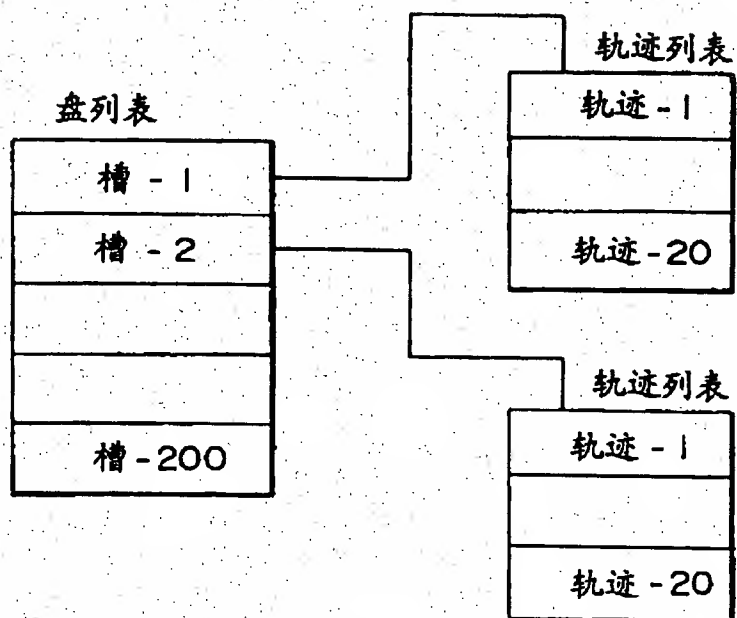 盘列表
槽 - 1
槽 - 2
槽 - 200
轨迹列表
轨迹 - 1
轨迹 - 20
轨迹列表
轨迹 - 1
轨迹 - 20